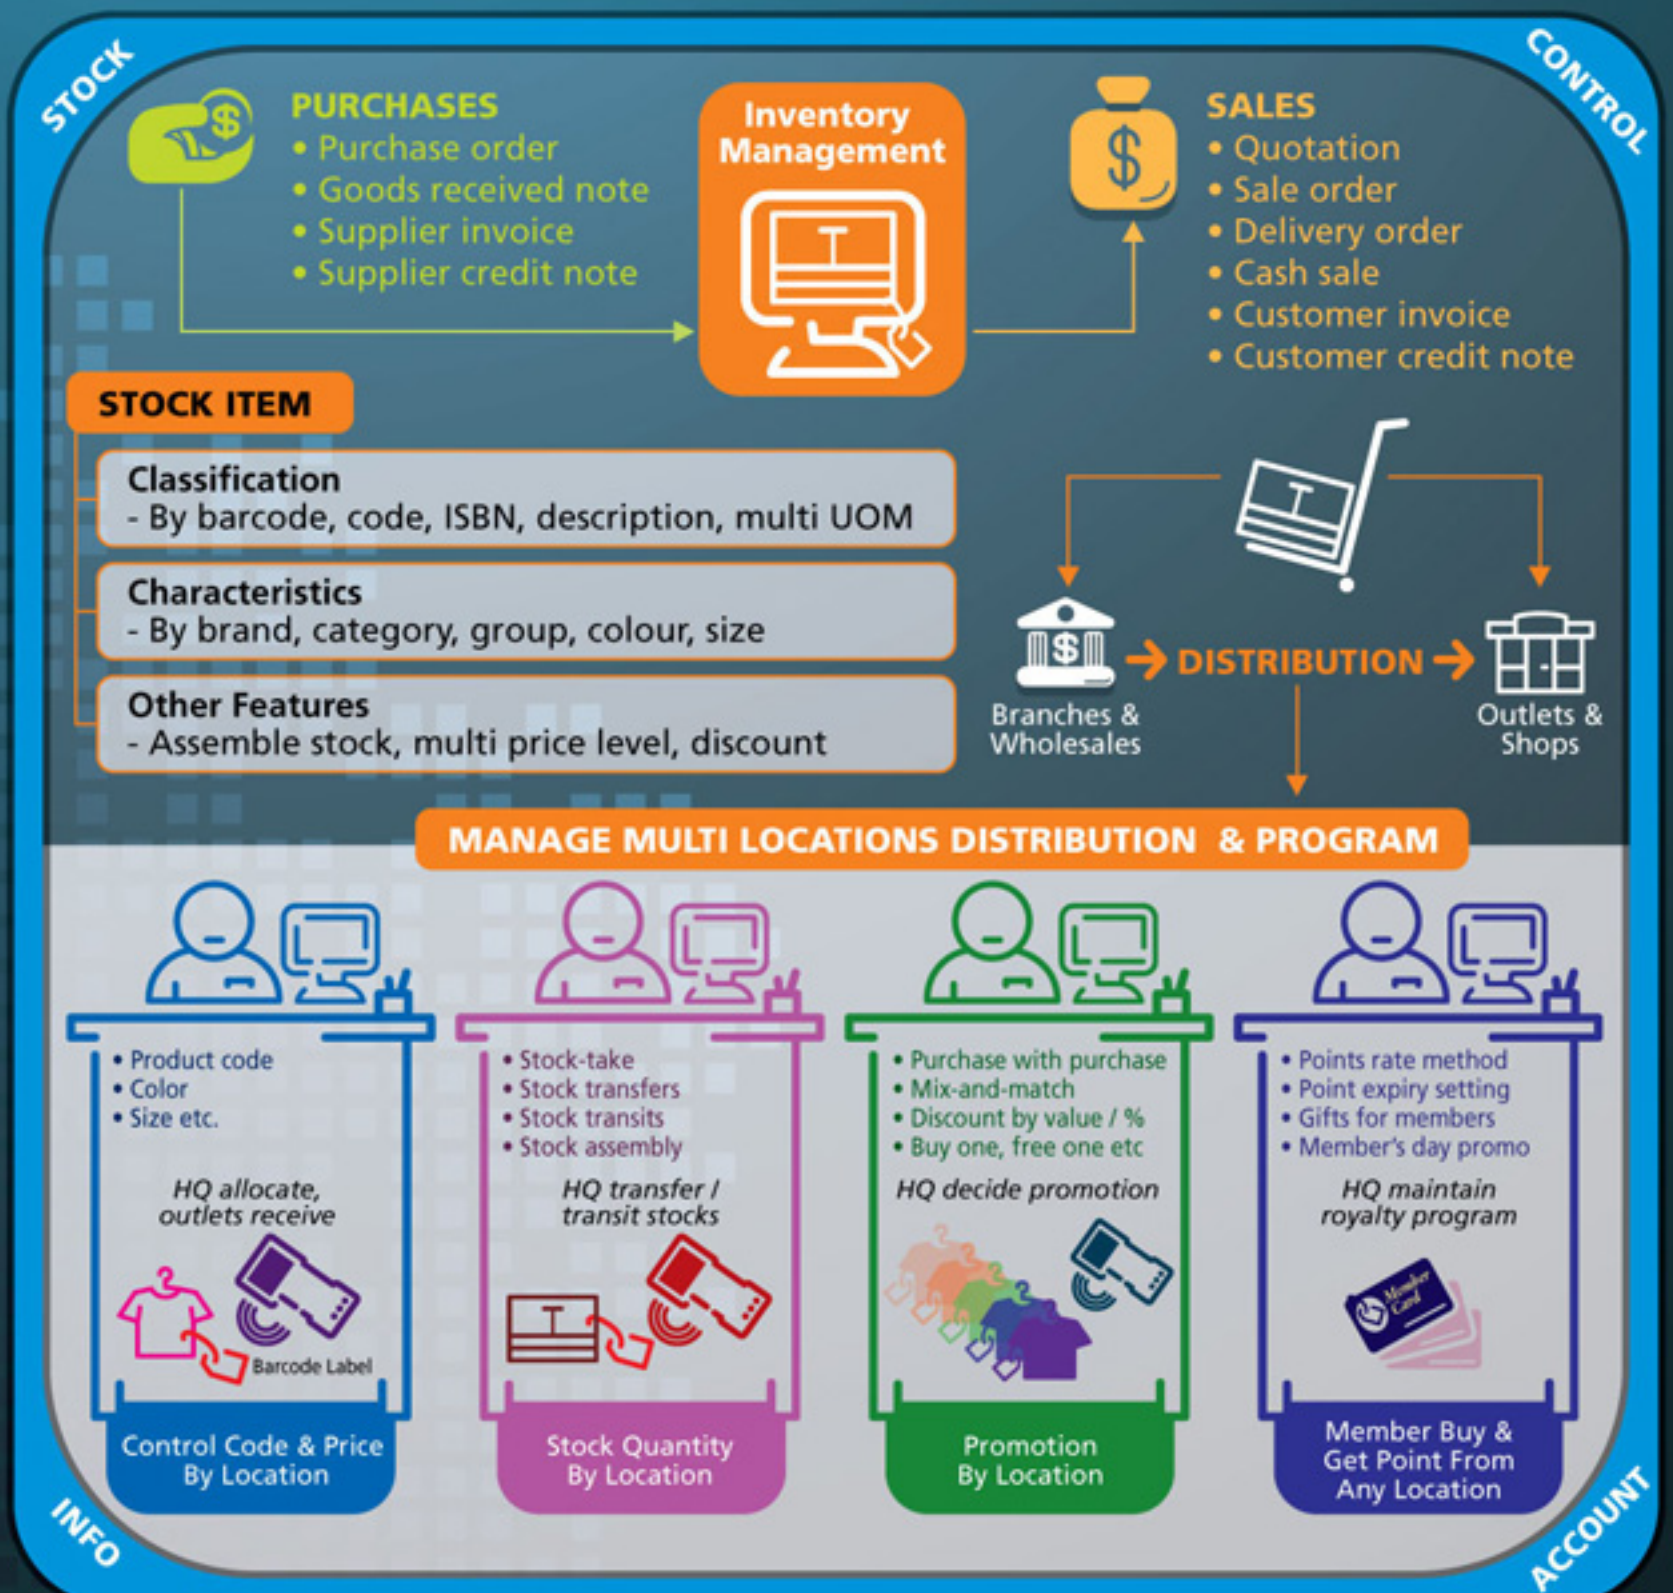 STOCK
CONTROL
PURCHASES
• Purchase order
• Goods received note
• Supplier invoice
• Supplier credit note
Inventory
Management
T
SALES
• Quotation
• Sale order
• Delivery order
• Cash sale
• Customer invoice
• Customer credit note
STOCK ITEM
Classification
- By barcode, code, ISBN, description, multi UOM
Characteristics
- By brand, category, group, colour, size
Other Features
- Assemble stock, multi price level, discount
T
$
Branches &
Wholesales
DISTRIBUTION
Outlets &
Shops
MANAGE MULTI LOCATIONS DISTRIBUTION & PROGRAM
• Product code
• Color
• Size etc.
HQ allocate,
outlets receive
Barcode Label
Control Code & Price
By Location
• Stock-take
• Stock transfers
• Stock transits
• Stock assembly
HQ transfer /
transit stocks
T
Stock Quantity
By Location
• Purchase with purchase
• Mix-and-match
• Discount by value / %
• Buy one, free one etc
HQ decide promotion
Promotion
By Location
• Points rate method
• Point expiry setting
• Gifts for members
• Member's day promo
HQ maintain
royalty program
Member
Card
Member Buy &
Get Point From
Any Location
INFO
ACCOUNT